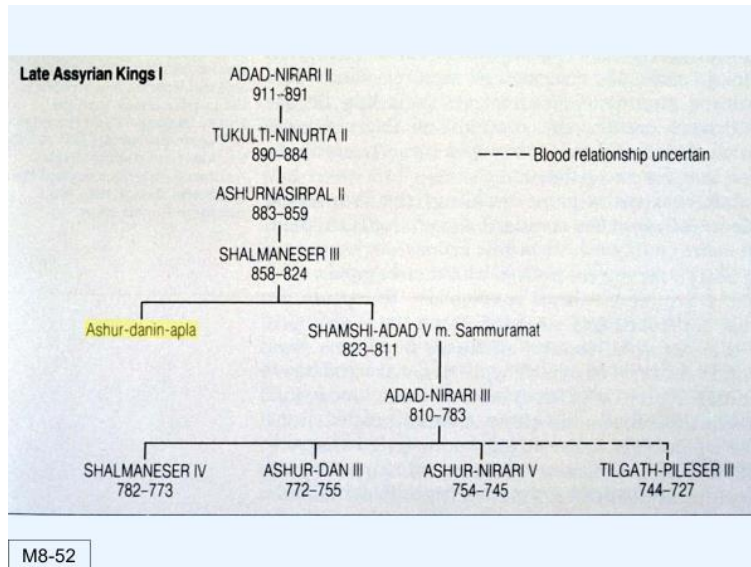 Late Assyrian Kings I
ADAD-NIRARI II
911–891
TUKULTI-NINURTA II
890–884
Blood relationship uncertain
ASHURNASIRPAL II
883–859
SHALMANESER III
858–824
Ashur-danin-apla
SHAMSHI-ADAD V m. Sammuramat
823–811
ADAD-NIRARI III
810–783
SHALMANESER IV
782–773
ASHUR-DAN III
772–755
ASHUR-NIRARI V
754–745
TILGATH-PILESER III
744–727
M8-52